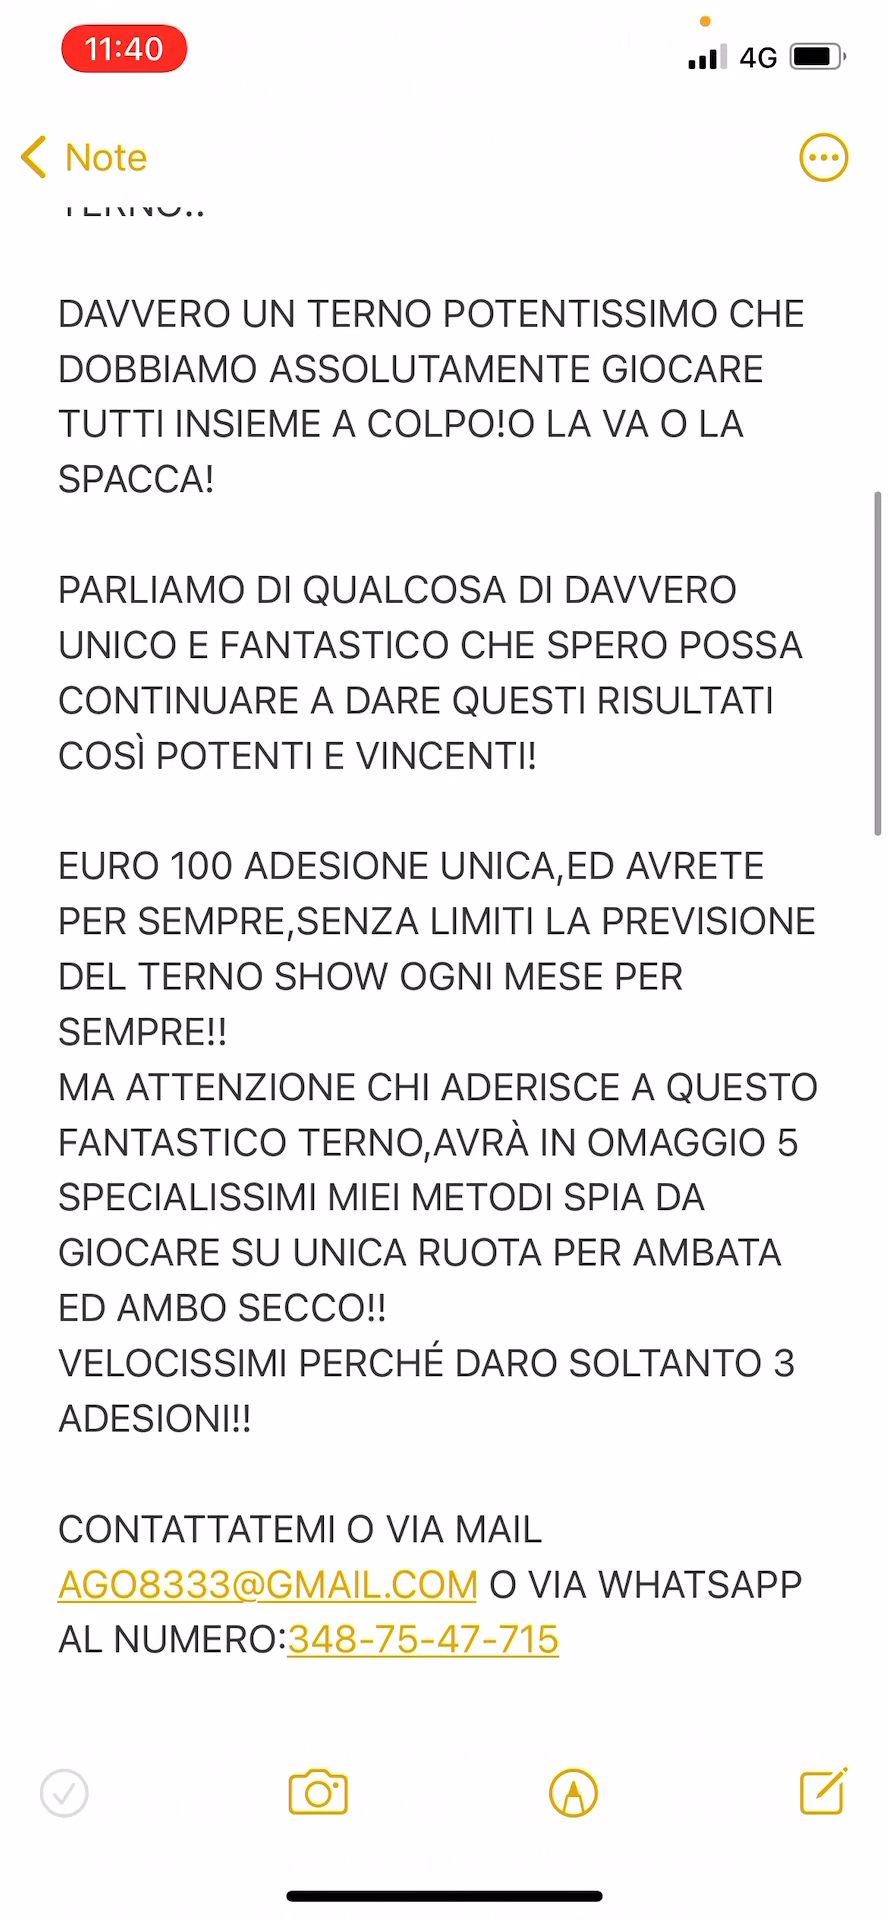 11:40
4G
Note
TERNO..
DAVVERO UN TERNO POTENTISSIMO CHE
DOBBIAMO ASSOLUTAMENTE GIOCARE
TUTTI INSIEME A COLPO!O LA VA O LA
SPACCA!
PARLIAMO DI QUALCOSA DI DAVVERO
UNICO E FANTASTICO CHE SPERO POSSA
CONTINUARE A DARE QUESTI RISULTATI
COSÌ POTENTI E VINCENTI!
EURO 100 ADESIONE UNICA,ED AVRETE
PER SEMPRE,SENZA LIMITI LA PREVISIONE
DEL TERNO SHOW OGNI MESE PER
SEMPRE!!
MA ATTENZIONE CHI ADERISCE A QUESTO
FANTASTICO TERNO,AVRÀ IN OMAGGIO 5
SPECIALISSIMI MIEI METODI SPIA DA
GIOCARE SU UNICA RUOTA PER AMBATA
ED AMBO SECCO!!
VELOCISSIMI PERCHÉ DARO SOLTANTO 3
ADESIONI!!
CONTATTATEMI O VIA MAIL
AGO8333@GMAIL.COM O VIA WHATSAPP
AL NUMERO:348-75-47-715